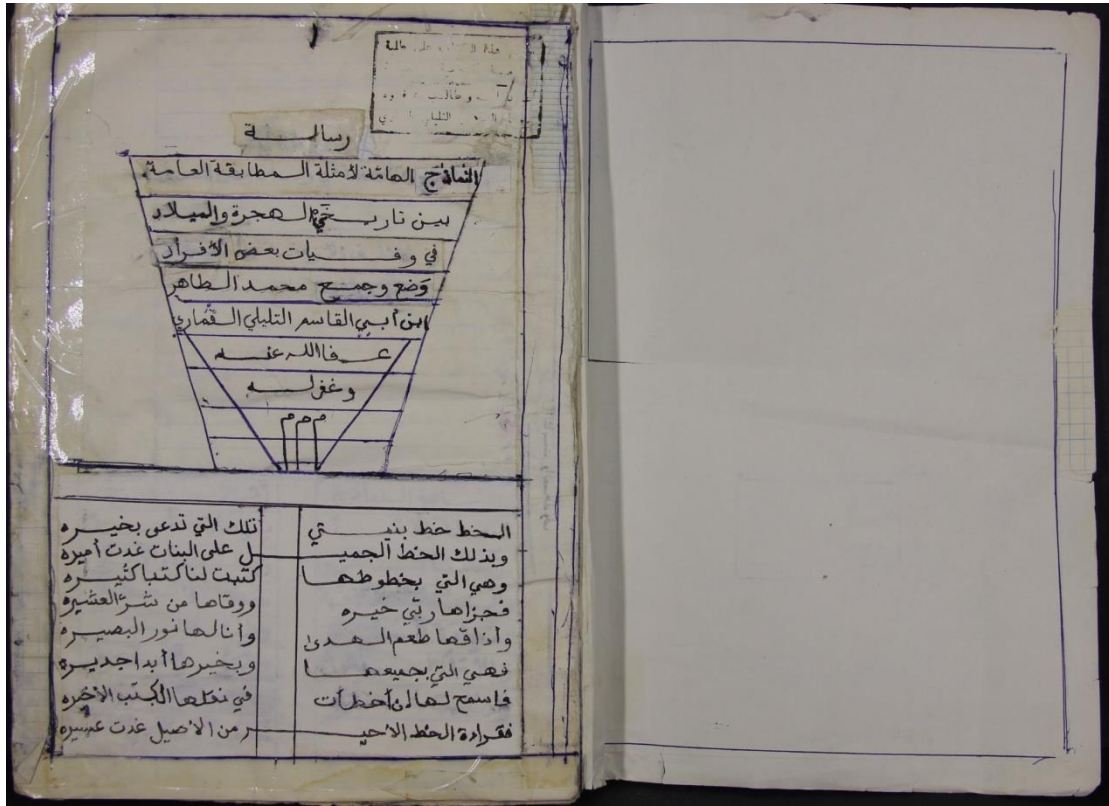 رسالة
النماذج الهامّة لأمثلة المطابقة العامة
بين تاريخي الهجرة والميلاد
في وفيات بعض الأفراد
وَضع وجمع محمد الطاهر
ابن أبي القاسم التليلي القماري
عفا الله عنه
وغفر له
م م م
الخط خط بنيتي تلك التي تدعى بخيره
وبذلك الخط الجميل على البنات غدت أميره
وهي التي بخطوطها كتبت لنا كتبا كثيره
فجزاها ربّي خيره ووقاها من شرّ العشيره
وأذاقها طعم الهدى وأنالها نور البصيره
فهي التي بجميعها وبخيرها أبدا جديره
فاسمح لها إن أخطأت في نقلها الكتب الأخيره
فقرادة الخط الأخير من الأصيل غدت عسيره